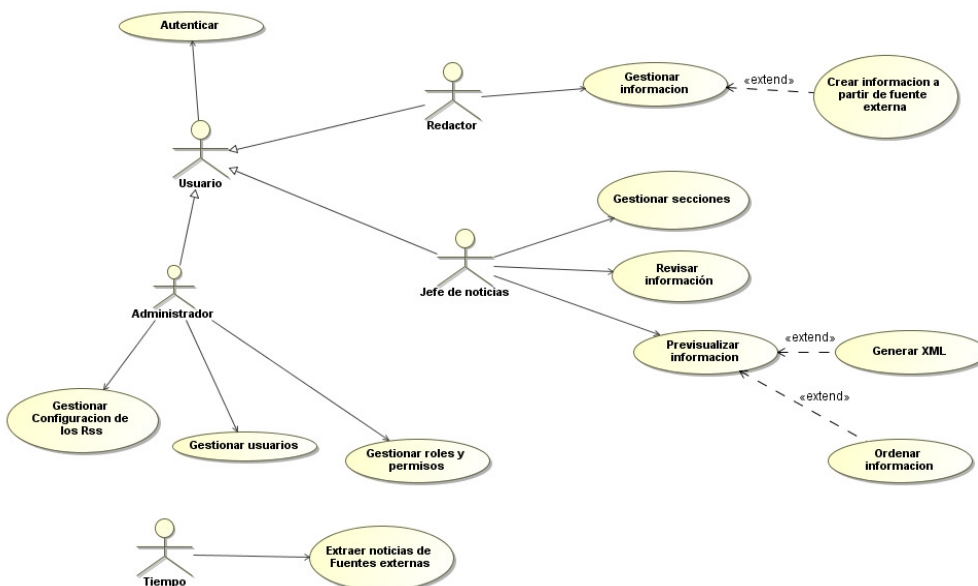 Autenticar
Gestionar
informacion
«extend»
Crear informacion a
partir de fuente
externa
Redactor
Usuario
Gestionar secciones
Revisar
información
Jefe de noticias
Administrador
Previsualizar
informacion
«extend»
Generar XML
«extend»
Gestionar
Configuracion de
los Rss
Gestionar usuarios
Gestionar roles y
permisos
Ordenar
informacion
Extraer noticias de
Fuentes externas
Tiempo